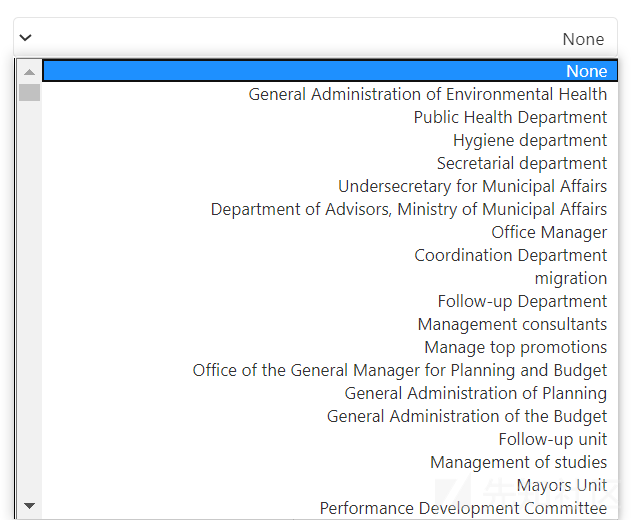 None
None
General Administration of Environmental Health
Public Health Department
Hygiene department
Secretarial department
Undersecretary for Municipal Affairs
Department of Advisors, Ministry of Municipal Affairs
Office Manager
Coordination Department
migration
Follow-up Department
Management consultants
Manage top promotions
Office of the General Manager for Planning and Budget
General Administration of Planning
General Administration of the Budget
Follow-up unit
Management of studies
Mayors Unit
Performance Development Committee